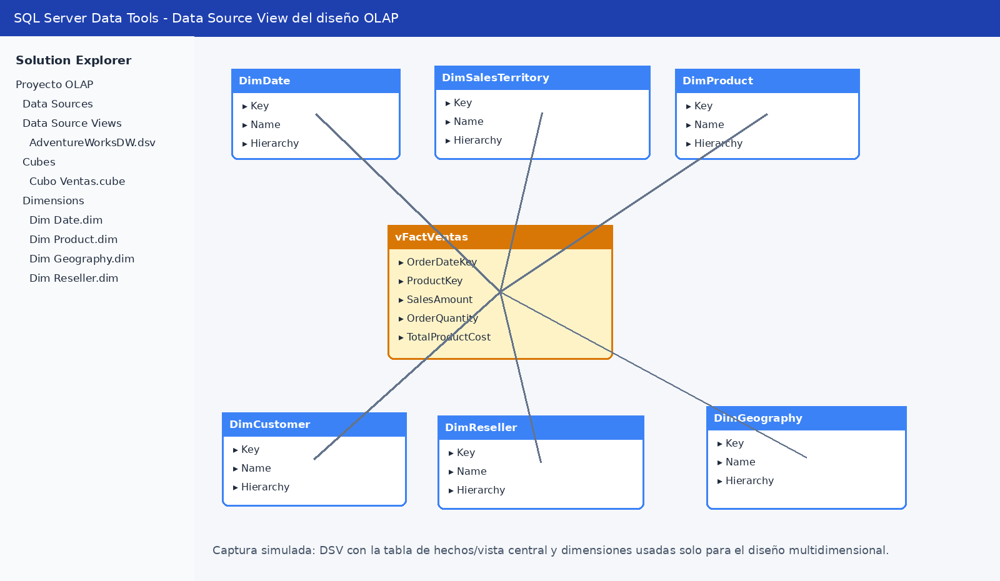 SQL Server Data Tools - Data Source View del diseño OLAP
Solution Explorer
Proyecto OLAP
Data Sources
Data Source Views
AdventureWorksDW.dsv
Cubes
Cubo Ventas.cube
Dimensions
Dim Date.dim
Dim Product.dim
Dim Geography.dim
Dim Reseller.dim
DimDate
▸ Key
▸ Name
▸ Hierarchy
DimSalesTerritory
▸ Key
▸ Name
▸ Hierarchy
DimProduct
▸ Key
▸ Name
▸ Hierarchy
vFactVentas
▸ OrderDateKey
▸ ProductKey
▸ SalesAmount
▸ OrderQuantity
▸ TotalProductCost
DimCustomer
▸ Key
▸ Name
▸ Hierarchy
DimReseller
▸ Key
▸ Name
▸ Hierarchy
DimGeography
▸ Key
▸ Name
▸ Hierarchy
Captura simulada: DSV con la tabla de hechos/vista central y dimensiones usadas solo para el diseño multidimensional.